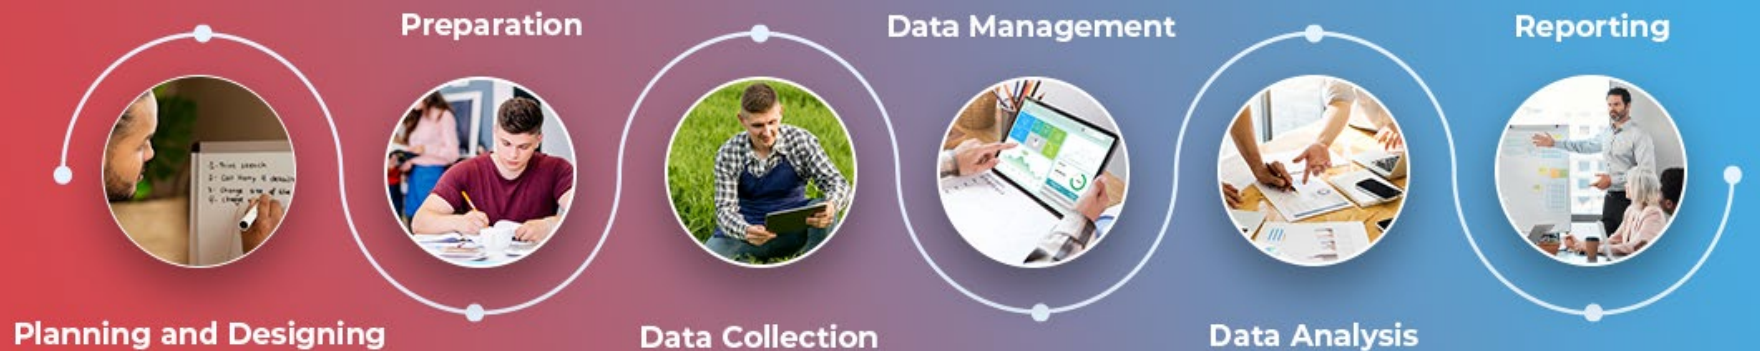 Planning and Designing
Preparation
Data Collection
Data Management
Data Analysis
Reporting